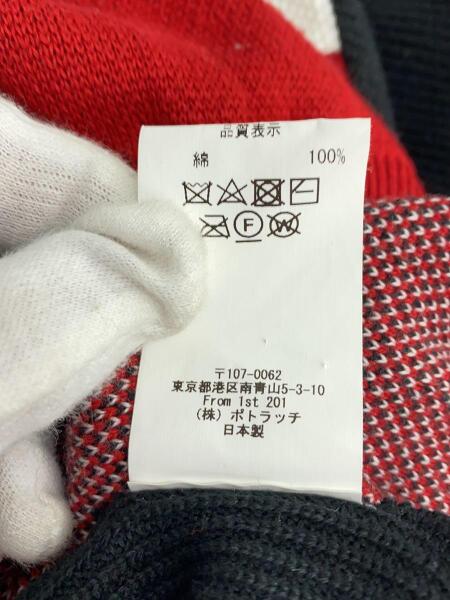 品質表示
綿 100%
F W
〒107-0062
東京都港区南青山5-3-10
From 1st 201
(株) ポトラッチ
日本製